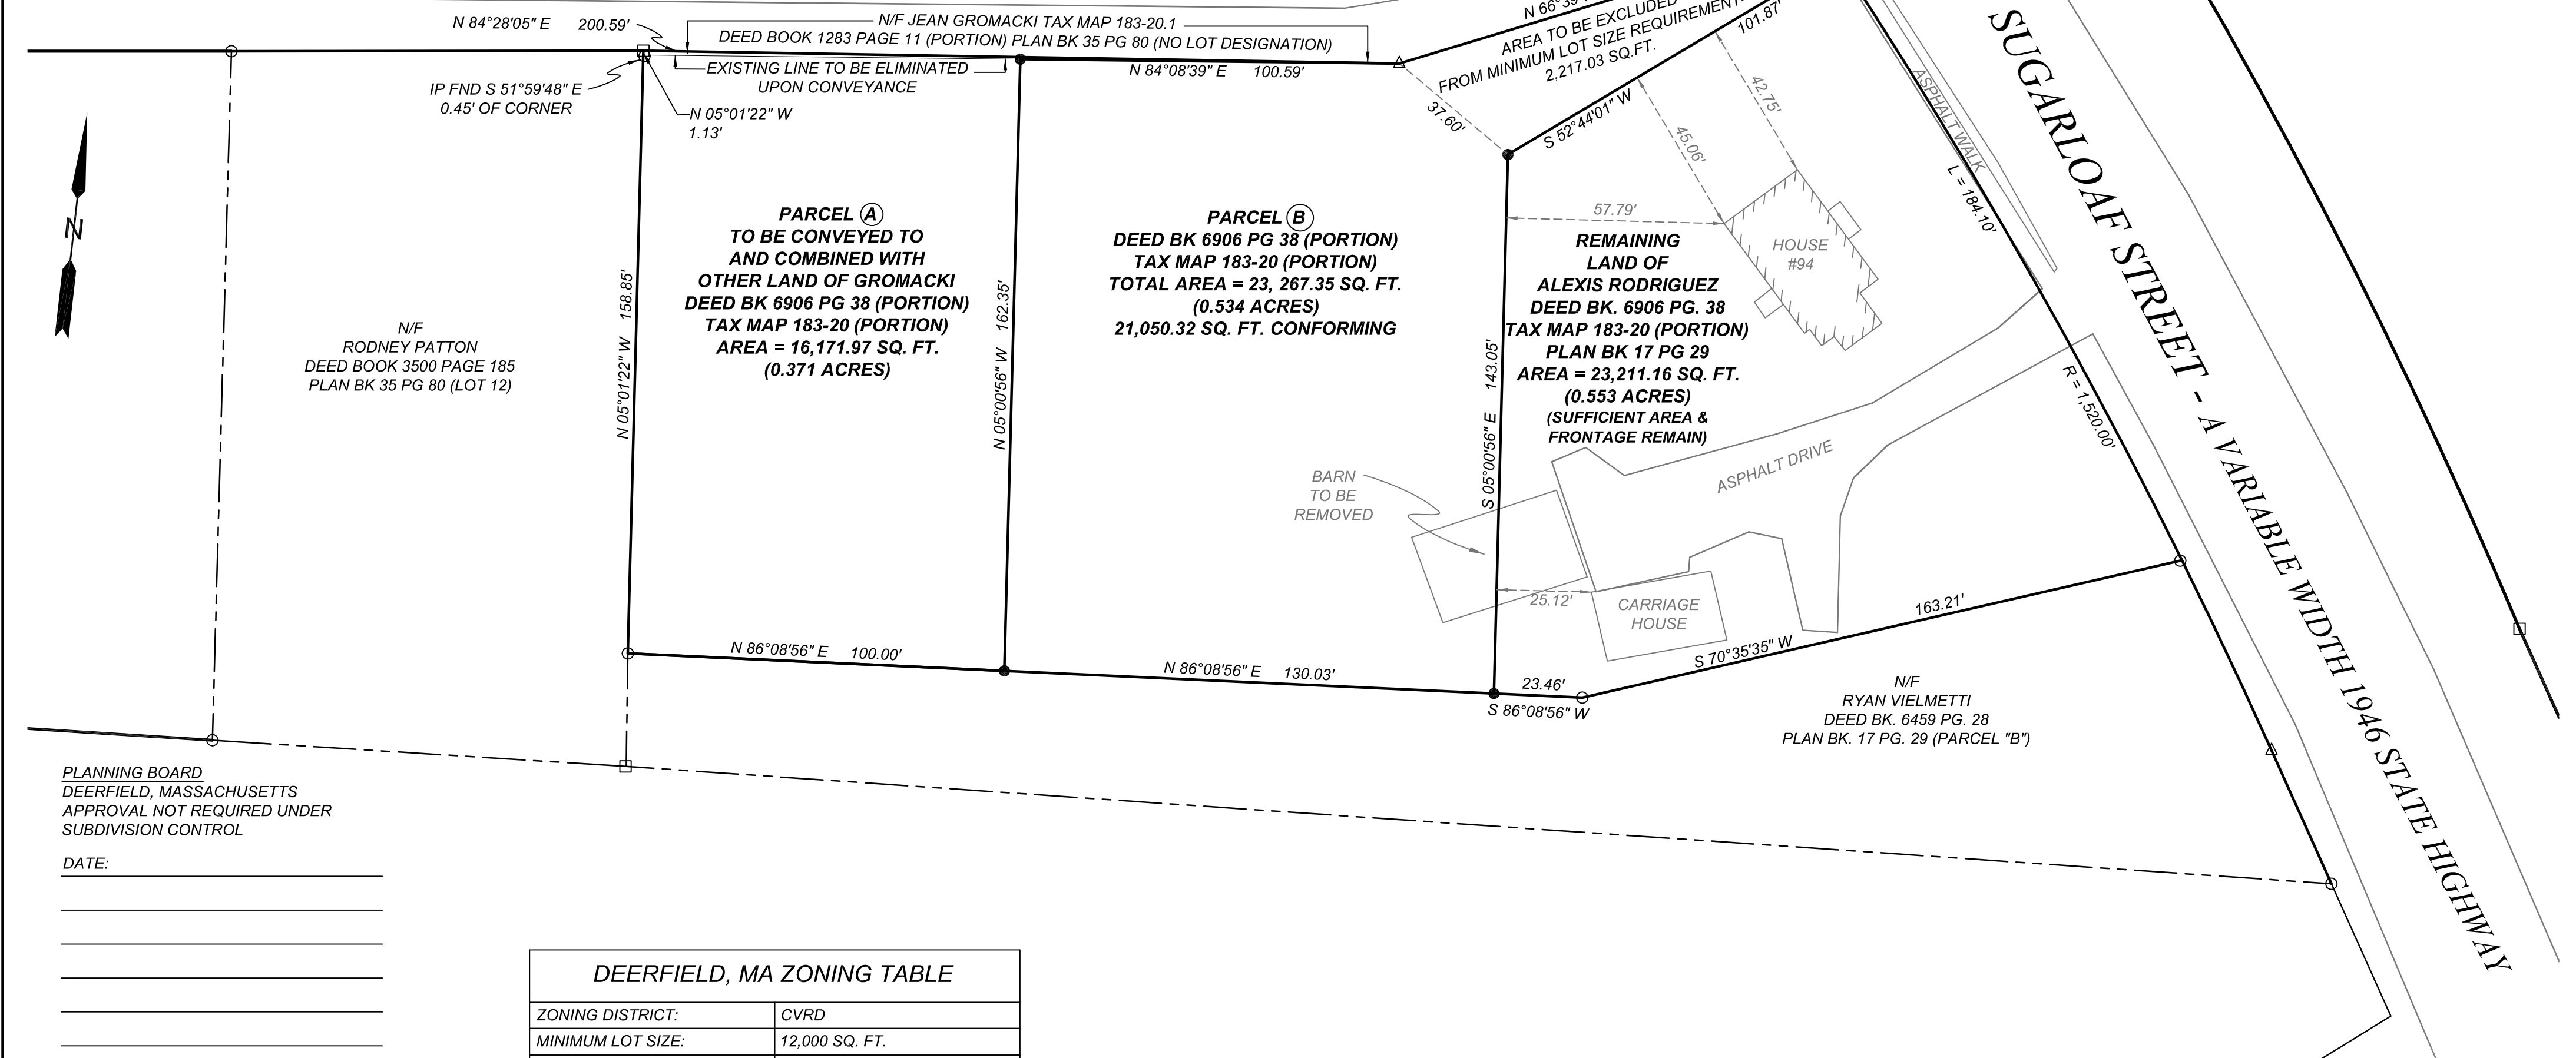 N 84°28'05" E 200.59'
N/F JEAN GROMACKI TAX MAP 183-20.1
DEED BOOK 1283 PAGE 11 (PORTION) PLAN BK 35 PG 80 (NO LOT DESIGNATION)
EXISTING LINE TO BE ELIMINATED
UPON CONVEYANCE
N 84°08'39" E 100.59'
IP FND S 51°59'48" E
0.45' OF CORNER
N 05°01'22" W
1.13'
AREA TO BE EXCLUDED
FROM MINIMUM LOT SIZE REQUIREMENT
2,217.03 SQ.FT.
101.87'
37.60'
S 52°44'01" W
42.75'
45.06'
57.79'
ASPHALT WALK
L = 184.10'
R = 1,520.00'
SUGARLOAF STREET - A VARIABLE WIDTH 1946 STATE HIGHWAY
N
N/F
RODNEY PATTON
DEED BOOK 3500 PAGE 185
PLAN BK 35 PG 80 (LOT 12)
N 05°01'22" W 158.85'
PARCEL A
TO BE CONVEYED TO
AND COMBINED WITH
OTHER LAND OF GROMACKI
DEED BK 6906 PG 38 (PORTION)
TAX MAP 183-20 (PORTION)
AREA = 16,171.97 SQ. FT.
(0.371 ACRES)
N 05°00'56" W 162.35'
PARCEL B
DEED BK 6906 PG 38 (PORTION)
TAX MAP 183-20 (PORTION)
TOTAL AREA = 23, 267.35 SQ. FT.
(0.534 ACRES)
21,050.32 SQ. FT. CONFORMING
S 05°00'56" E 143.05'
REMAINING
LAND OF
ALEXIS RODRIGUEZ
DEED BK. 6906 PG. 38
TAX MAP 183-20 (PORTION)
PLAN BK 17 PG 29
AREA = 23,211.16 SQ. FT.
(0.553 ACRES)
(SUFFICIENT AREA &
FRONTAGE REMAIN)
HOUSE
#94
BARN
TO BE
REMOVED
ASPHALT DRIVE
25.12'
CARRIAGE
HOUSE
163.21'
S 70°35'35" W
N 86°08'56" E 100.00'
N 86°08'56" E 130.03'
23.46'
S 86°08'56" W
N/F
RYAN VIELMETTI
DEED BK. 6459 PG. 28
PLAN BK. 17 PG. 29 (PARCEL "B")
PLANNING BOARD
DEERFIELD, MASSACHUSETTS
APPROVAL NOT REQUIRED UNDER
SUBDIVISION CONTROL
DATE:
DEERFIELD, MA ZONING TABLE
ZONING DISTRICT: CVRD
MINIMUM LOT SIZE: 12,000 SQ. FT.